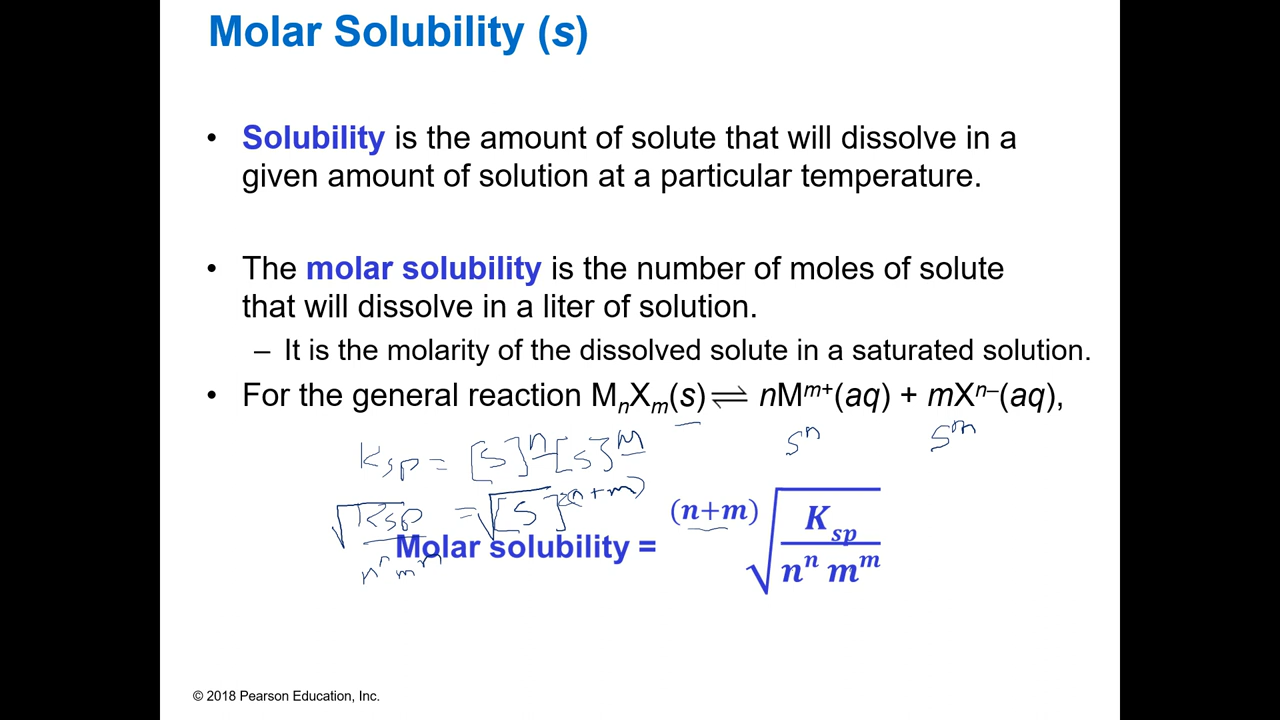 Molar Solubility (s)
• Solubility is the amount of solute that will dissolve in a
given amount of solution at a particular temperature.
• The molar solubility is the number of moles of solute
that will dissolve in a liter of solution.
– It is the molarity of the dissolved solute in a saturated solution.
• For the general reaction MₙXₘ(s) ⇌ nMᵐ⁺(aq) + mXⁿ⁻(aq),
sⁿ sᵐ
Ksp = [s]ⁿ[s]ᵐ
√Ksp/nⁿ mᵐ = √[s]⁽ⁿ⁺ᵐ⁾
Molar solubility = (n+m)√Ksp/nⁿ mᵐ
© 2018 Pearson Education, Inc.